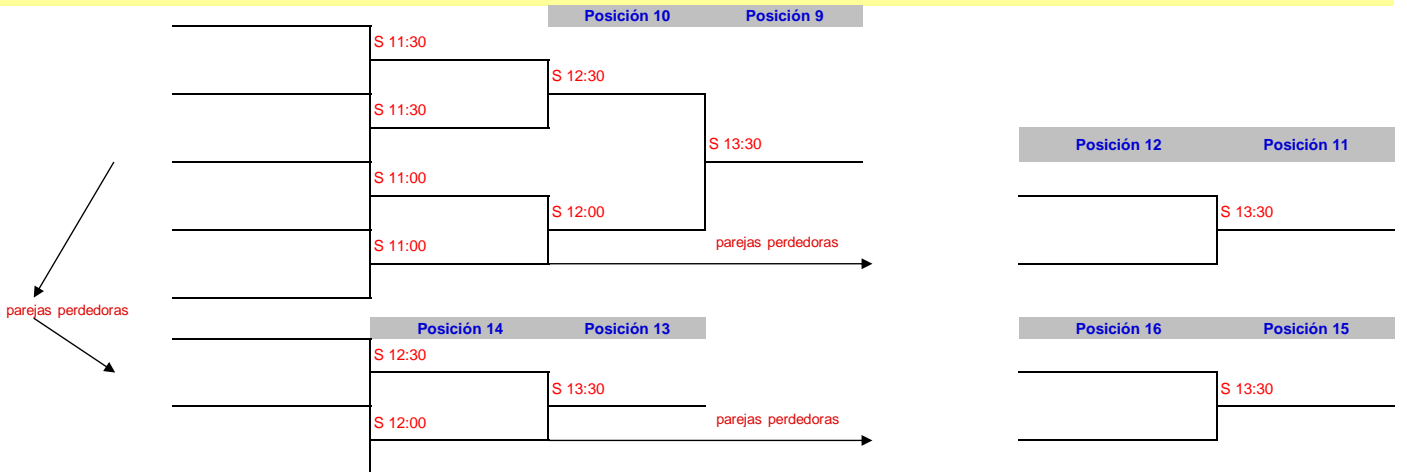 Posición 10 Posición 9
S 11:30
S 12:30
S 11:30
S 13:30
Posición 12 Posición 11
S 11:00
S 12:00
S 13:30
S 11:00
parejas perdedoras
parejas perdedoras
Posición 14 Posición 13
Posición 16 Posición 15
S 12:30
S 13:30
S 13:30
S 12:00
parejas perdedoras